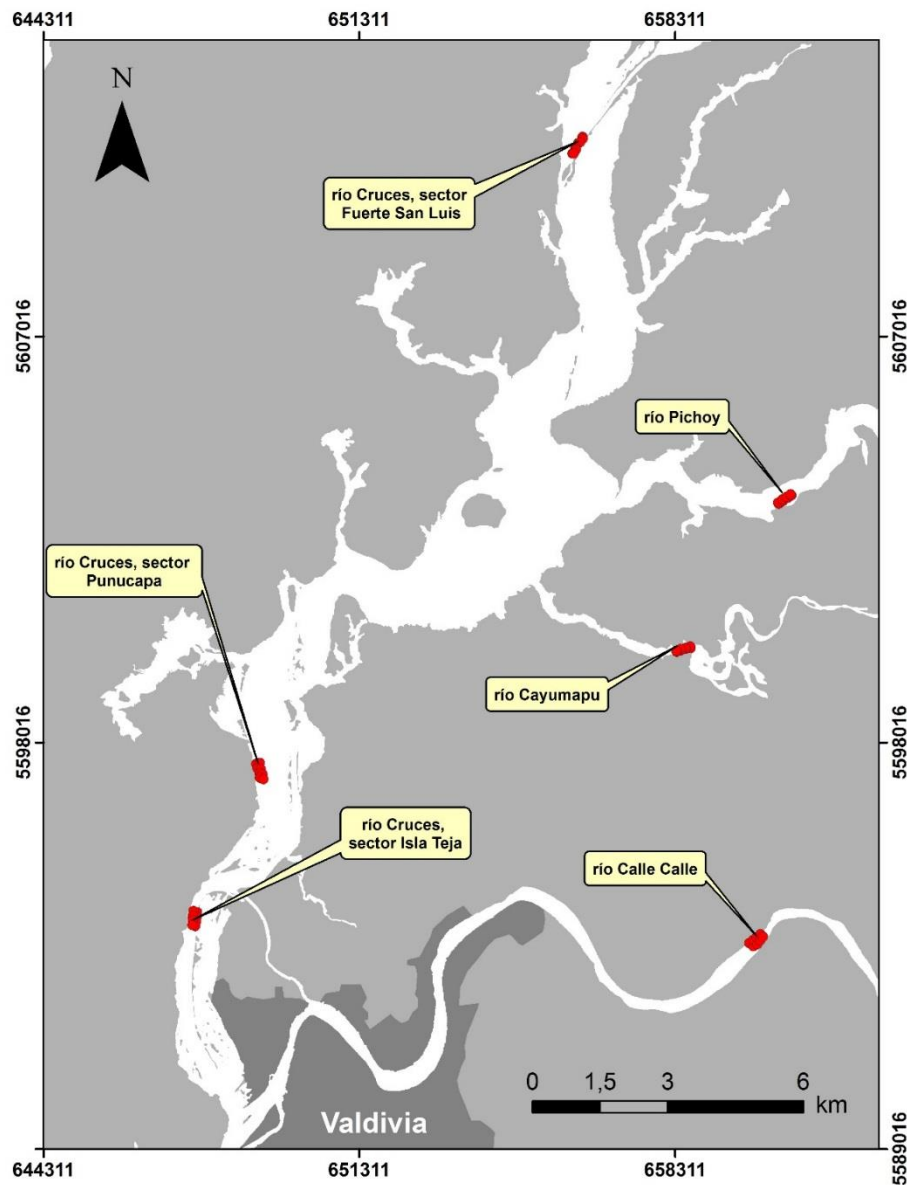 644311
651311
658311
N
río Cruces, sector
Fuerte San Luis
5607016
5607016
río Pichoy
río Cruces, sector
Punucapa
río Cayumapu
5598016
5598016
río Cruces,
sector Isla Teja
río Calle Calle
0 1,5 3 6
km
Valdivia
5589016
644311
651311
658311